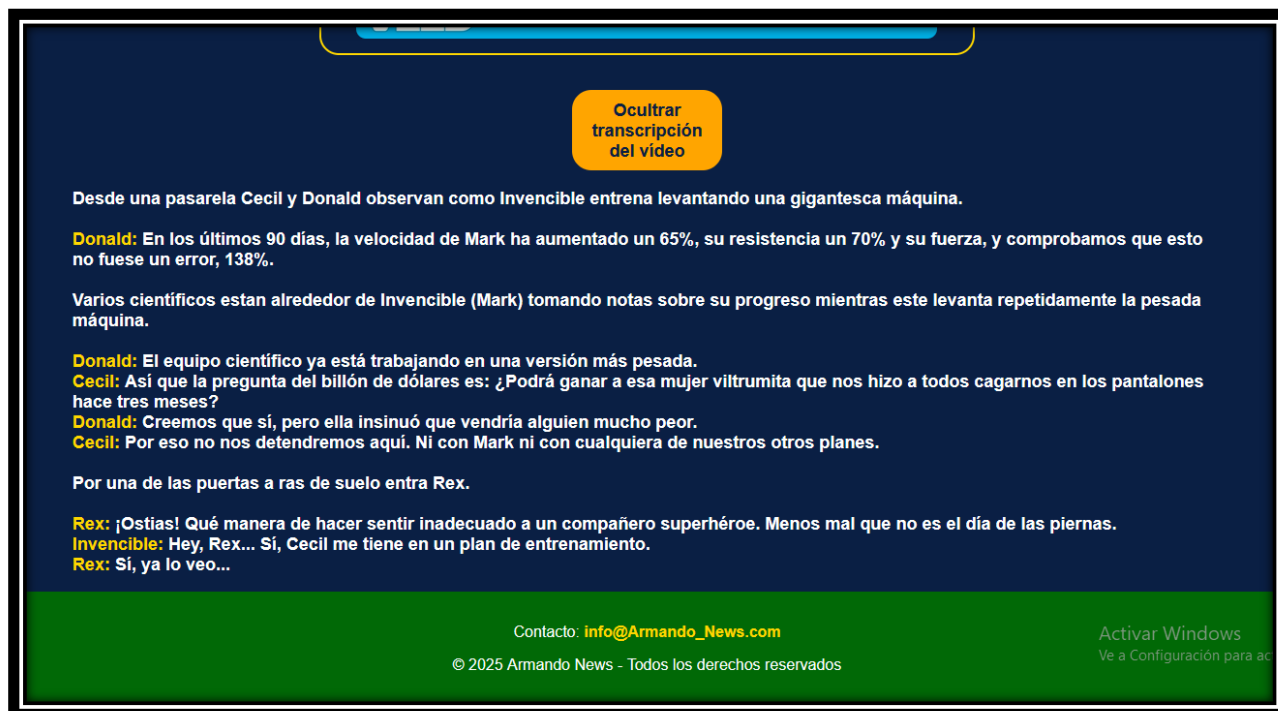 Ocultrar
transcripción
del vídeo
Desde una pasarela Cecil y Donald observan como Invencible entrena levantando una gigantesca máquina.
Donald: En los últimos 90 días, la velocidad de Mark ha aumentado un 65%, su resistencia un 70% y su fuerza, y comprobamos que esto
no fuese un error, 138%.
Varios científicos estan alrededor de Invencible (Mark) tomando notas sobre su progreso mientras este levanta repetidamente la pesada
máquina.
Donald: El equipo científico ya está trabajando en una versión más pesada.
Cecil: Así que la pregunta del billón de dólares es: ¿Podrá ganar a esa mujer viltrumita que nos hizo a todos cagarnos en los pantalones
hace tres meses?
Donald: Creemos que sí, pero ella insinuó que vendría alguien mucho peor.
Cecil: Por eso no nos detendremos aquí. Ni con Mark ni con cualquiera de nuestros otros planes.
Por una de las puertas a ras de suelo entra Rex.
Rex: ¡Ostias! Qué manera de hacer sentir inadecuado a un compañero superhéroe. Menos mal que no es el día de las piernas.
Invencible: Hey, Rex... Sí, Cecil me tiene en un plan de entrenamiento.
Rex: Sí, ya lo veo...
Contacto: info@Armando_News.com
© 2025 Armando News - Todos los derechos reservados
Activar Windows
Ve a Configuración para ac